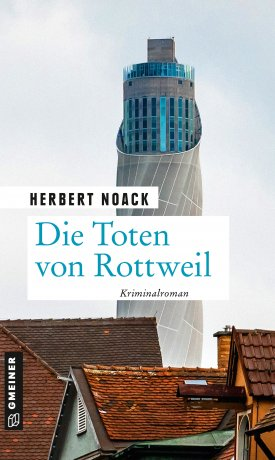 HERBERT NOACK
Die Toten
von Rottweil
Kriminalroman
GMEINER